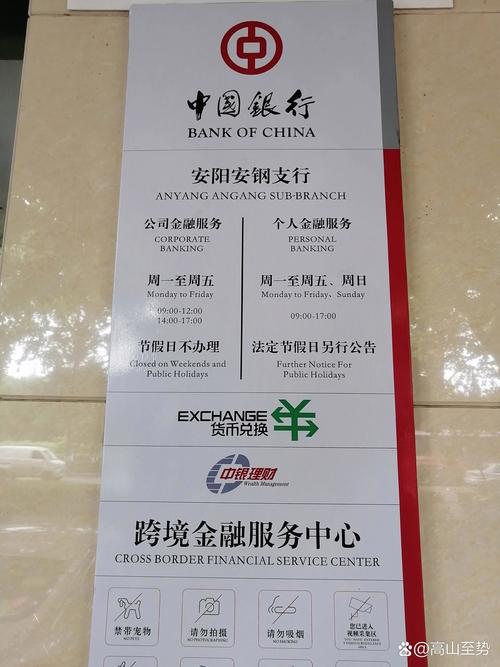 中國銀行
BANK OF CHINA
安阳安钢支行
ANYANG ANGANG SUB-BRANCH
公司金融服务
CORPORATE
BANKING
周一至周五
Monday to Friday
09:00-12:00
14:00-17:00
节假日不办理
Closed on Weekends and
Public Holidays
个人金融服务
PERSONAL
BANKING
周一至周五、周日
Monday to Friday、Sunday
09:00-17:00
法定节假日另行公告
Further Notice For
Public Holidays
EXCHANGE
货币兑换
中银理财
Wealth Management
跨境金融服务中心
CROSS BORDER FINANCIAL SERVICE CENTER
禁带宠物
NO PETS
请勿拍摄
NO PHOTOGRAPHING
请勿吸烟
NO SMOKING
您已进入
视频采集区
@高山至势